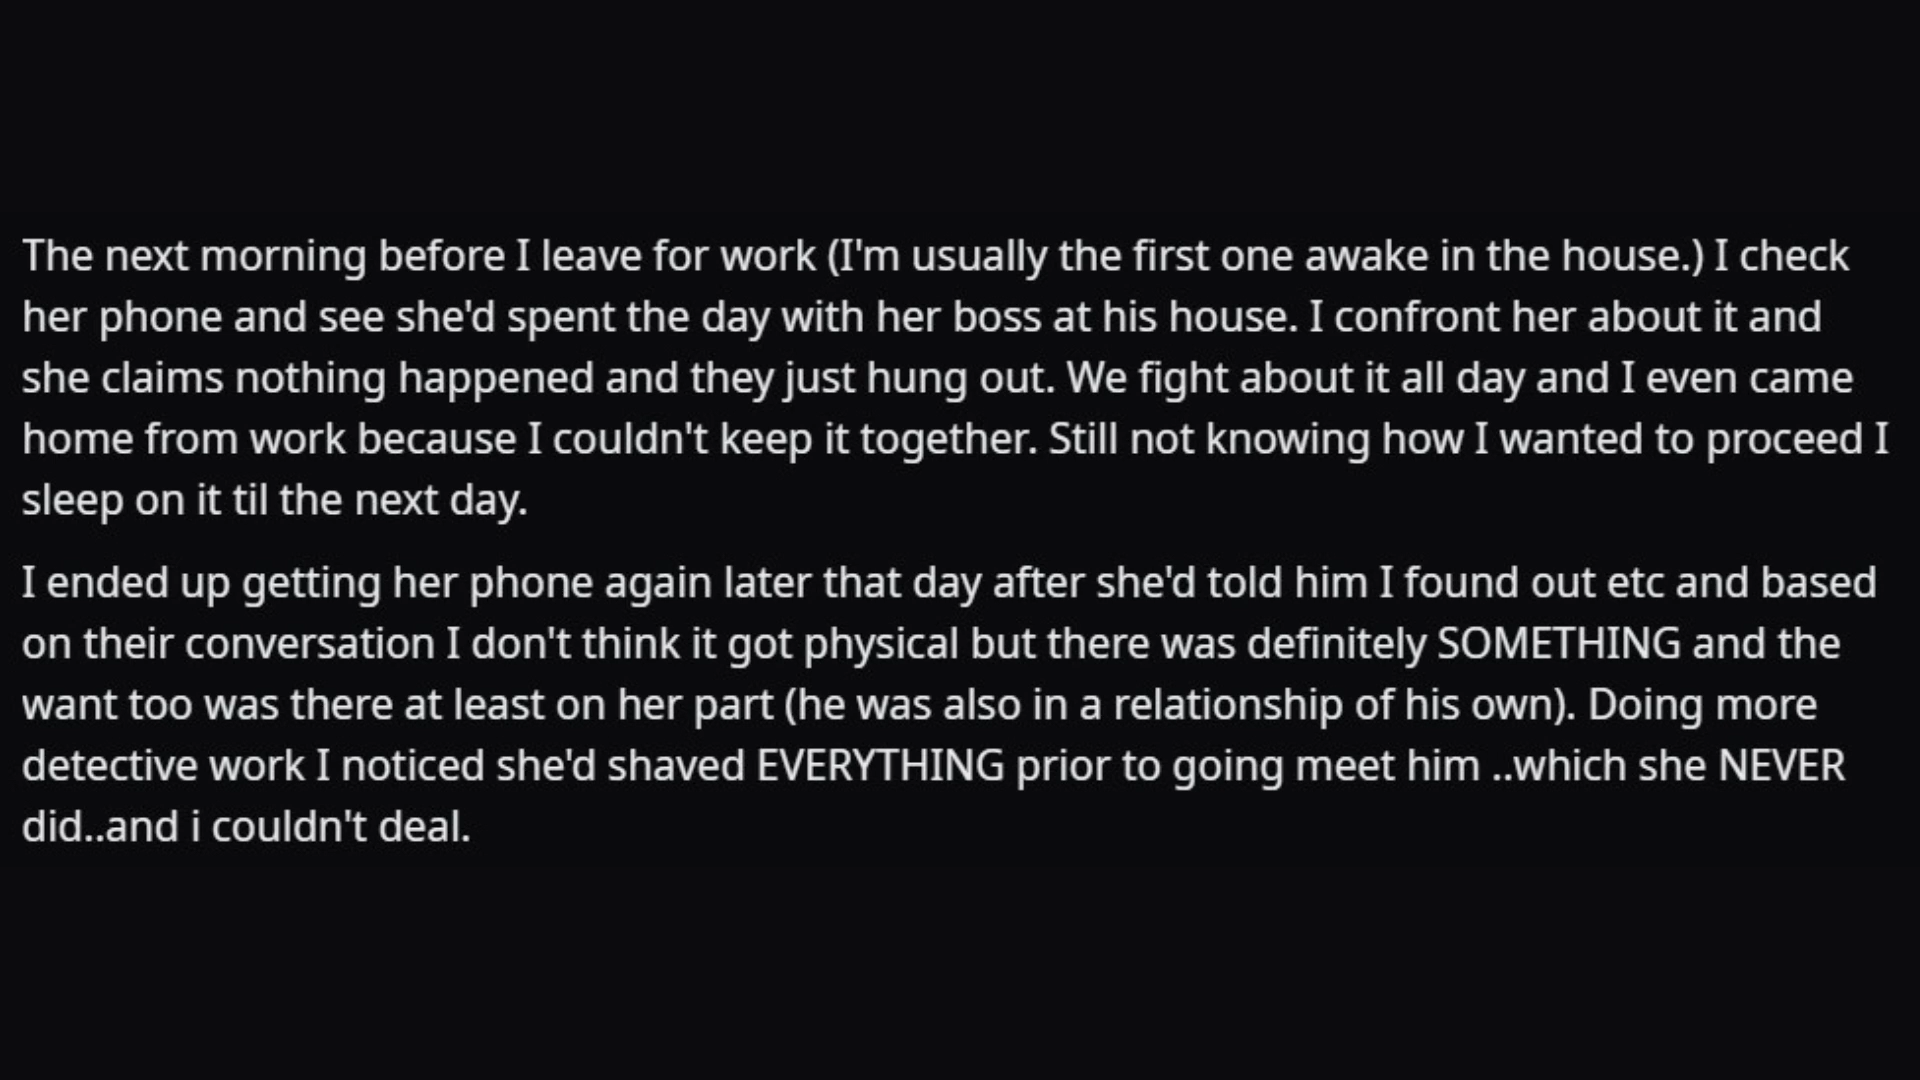 The next morning before I leave for work (I'm usually the first one awake in the house.) I check
her phone and see she'd spent the day with her boss at his house. I confront her about it and
she claims nothing happened and they just hung out. We fight about it all day and I even came
home from work because I couldn't keep it together. Still not knowing how I wanted to proceed I
sleep on it til the next day.
I ended up getting her phone again later that day after she'd told him I found out etc and based
on their conversation I don't think it got physical but there was definitely SOMETHING and the
want too was there at least on her part (he was also in a relationship of his own). Doing more
detective work I noticed she'd shaved EVERYTHING prior to going meet him ..which she NEVER
did..and i couldn't deal.